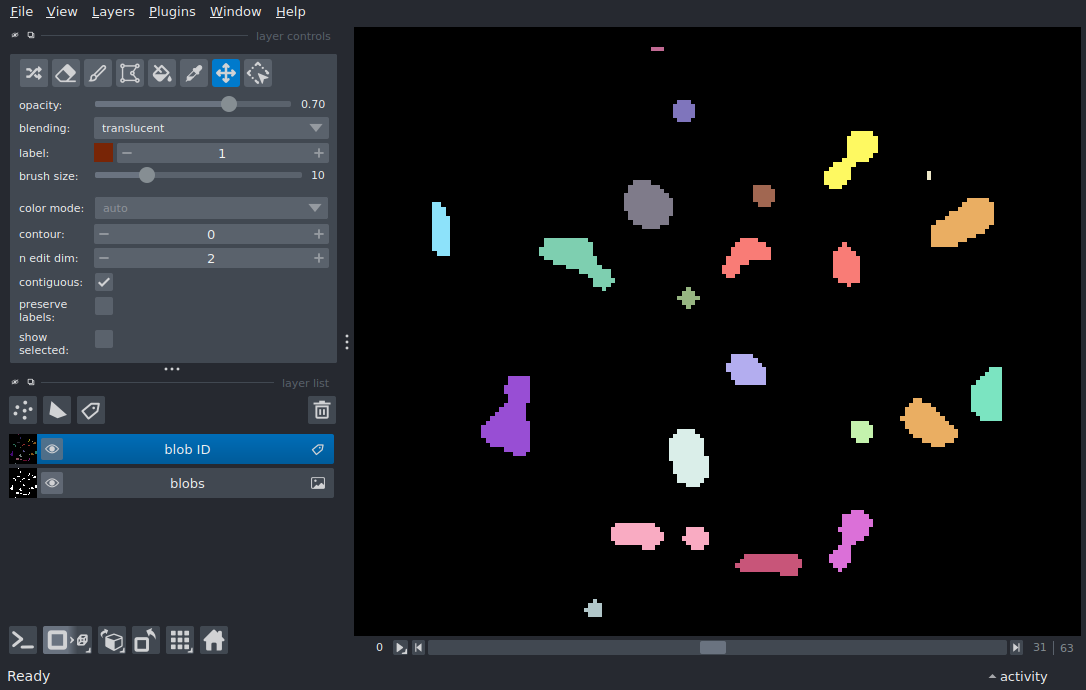 File View Layers Plugins Window Help
layer controls
opacity: 0.70
blending: translucent
label: 1
brush size: 10
color mode: auto
contour: 0
n edit dim: 2
contiguous:
preserve
labels:
show
selected:
layer list
blob ID
blobs
0 31 | 63
Ready activity